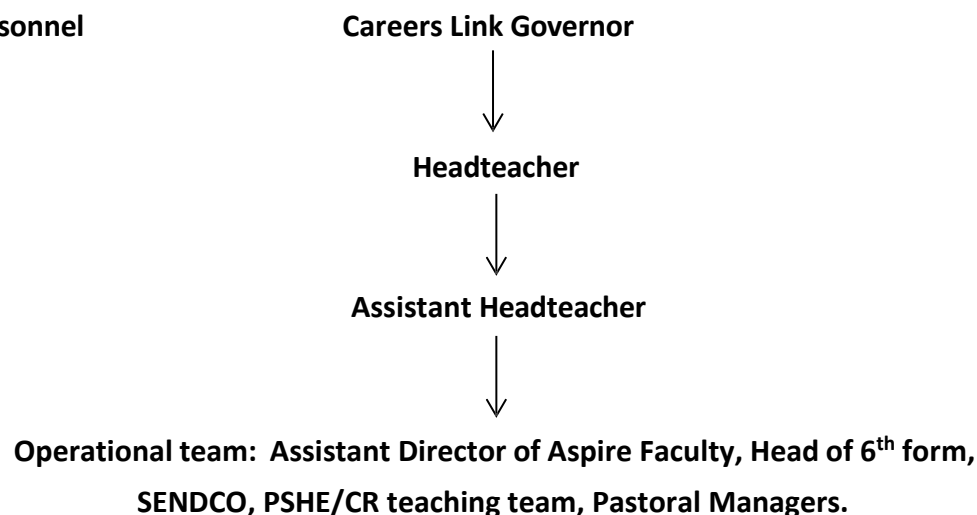 sonnel Careers Link Governor
Headteacher
Assistant Headteacher
Operational team: Assistant Director of Aspire Faculty, Head of 6th form,
SENDCO, PSHE/CR teaching team, Pastoral Managers.